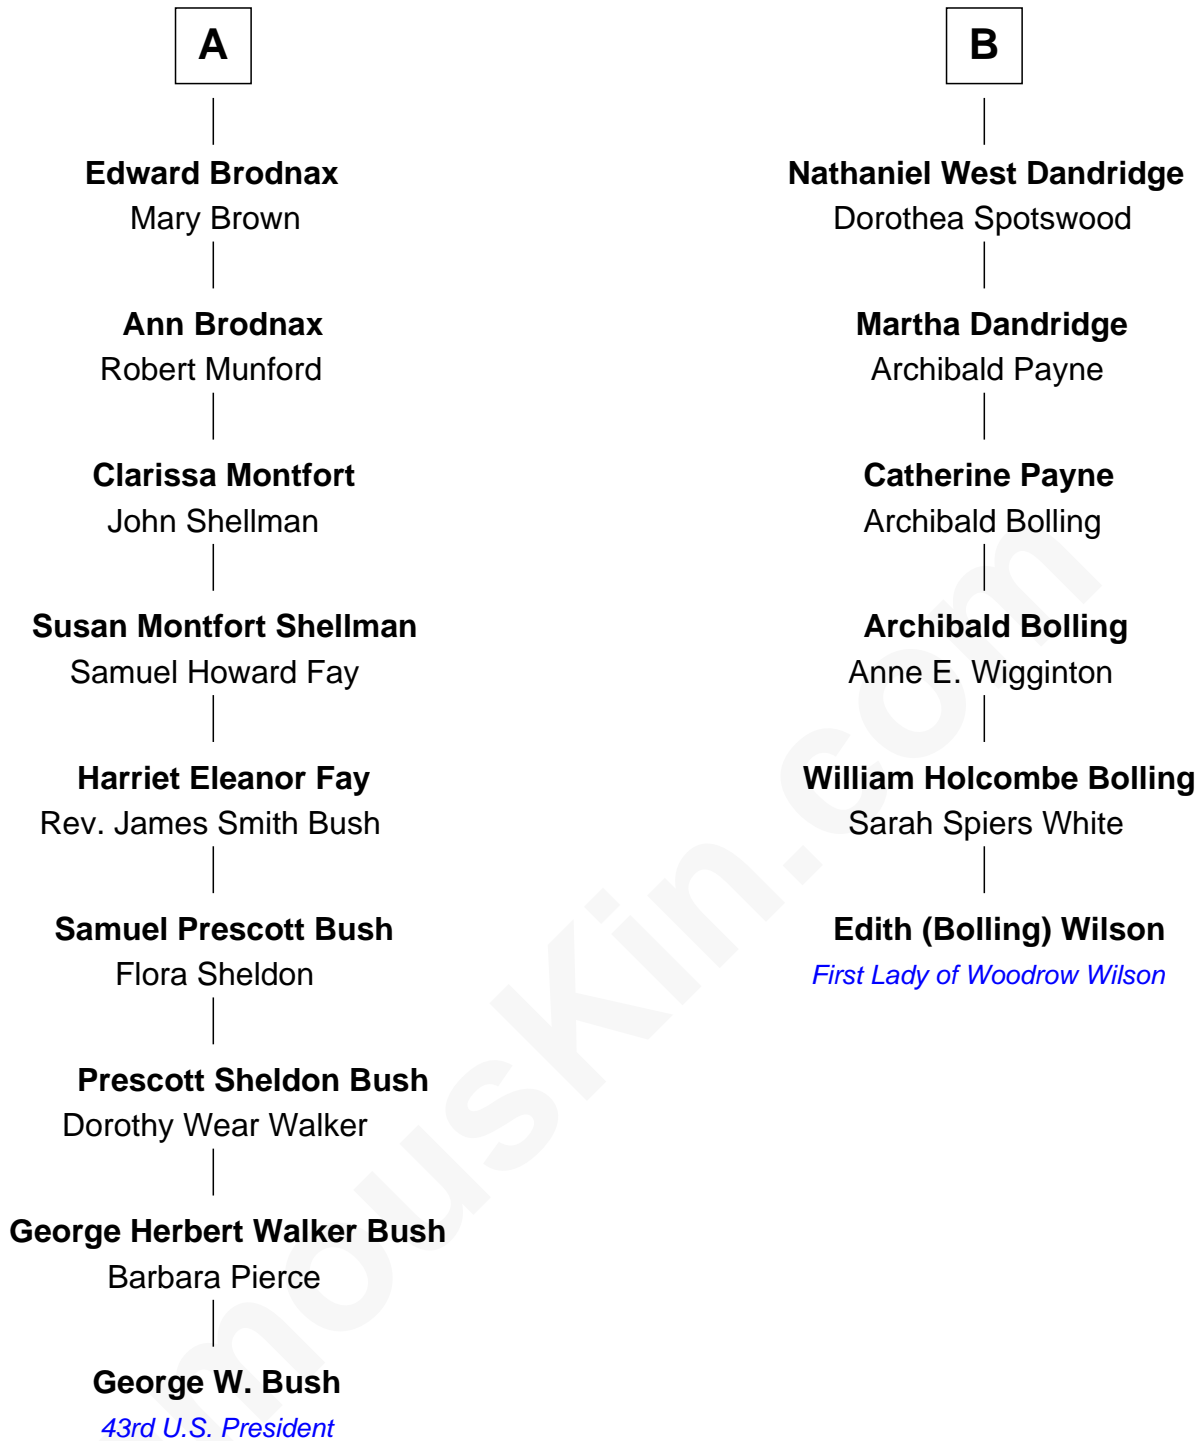 A
Edward Brodnax
Mary Brown
Ann Brodnax
Robert Munford
Clarissa Montfort
John Shellman
Susan Montfort Shellman
Samuel Howard Fay
Harriet Eleanor Fay
Rev. James Smith Bush
Samuel Prescott Bush
Flora Sheldon
Prescott Sheldon Bush
Dorothy Wear Walker
George Herbert Walker Bush
Barbara Pierce
George W. Bush
43rd U.S. President
B
Nathaniel West Dandridge
Dorothea Spotswood
Martha Dandridge
Archibald Payne
Catherine Payne
Archibald Bolling
Archibald Bolling
Anne E. Wigginton
William Holcombe Bolling
Sarah Spiers White
Edith (Bolling) Wilson
First Lady of Woodrow Wilson
mouskin.com